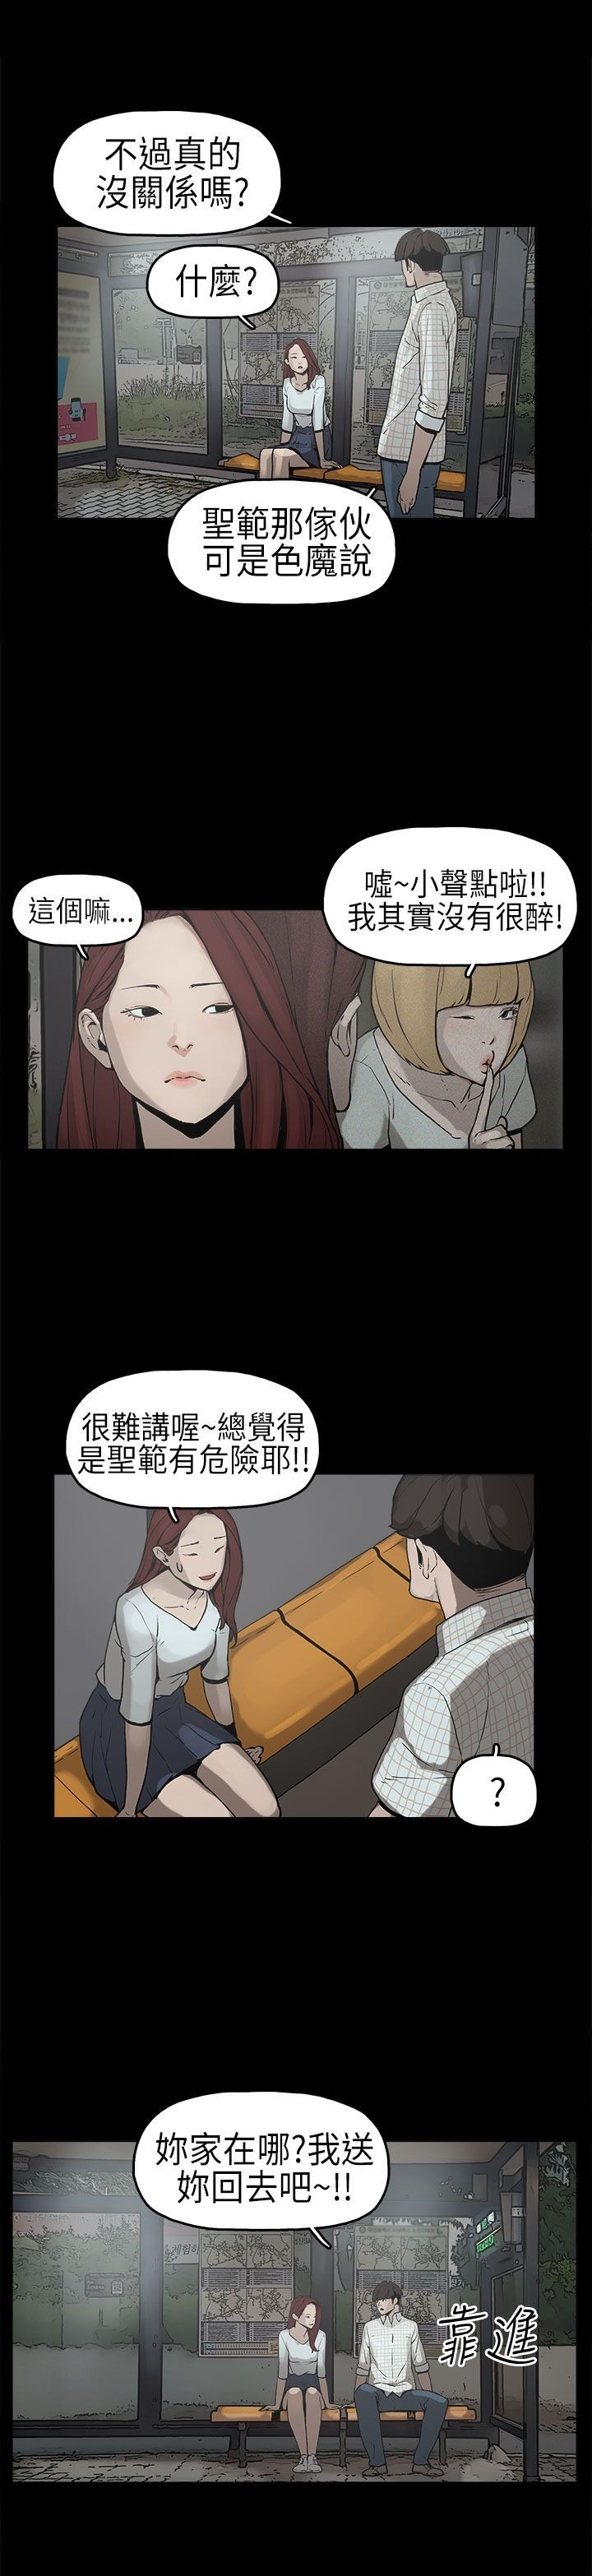 不過真的
沒關係嗎?
什麼?
聖範那傢伙
可是色魔說
這個嘛...
噓~小聲點啦!!
我其實沒有很醉!
很難講喔~總覺得
是聖範有危險耶!!
?
妳家在哪?我送
妳回去吧~!!
靠進